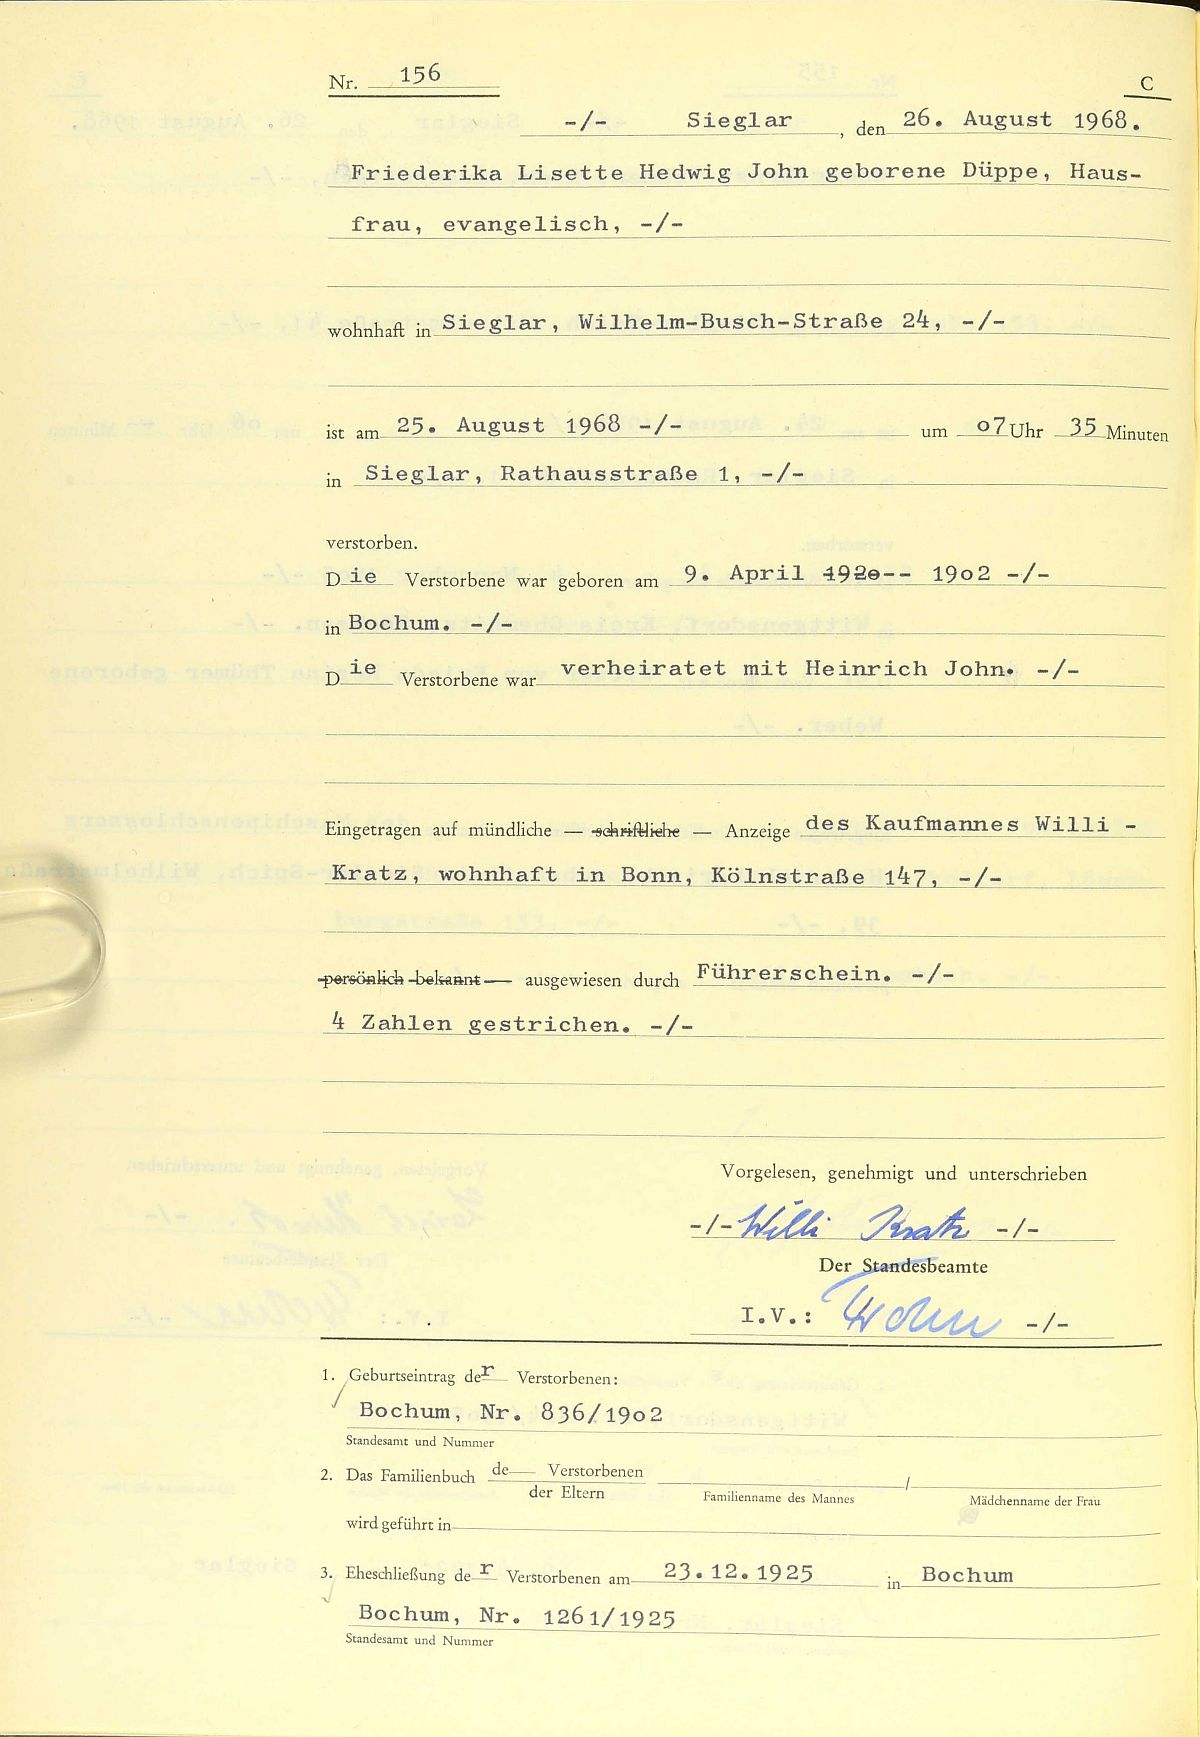 Nr. 156 C
-/- Sieglar , den 26. August 1968.
Friederika Lisette Hedwig John geborene Düppe, Haus-
frau, evangelisch, -/-
wohnhaft in Sieglar, Wilhelm-Busch-Straße 24, -/-
ist am 25. August 1968 -/- um o7 Uhr 35 Minuten
in Sieglar, Rathausstraße 1, -/-
verstorben.
Die Verstorbene war geboren am 9. April 192o-- 19o2 -/-
in Bochum. -/-
Die Verstorbene war verheiratet mit Heinrich John. -/-
Eingetragen auf mündliche — schriftliche — Anzeige des Kaufmannes Willi -
Kratz, wohnhaft in Bonn, Kölnstraße 147, -/-
persönlich bekannt — ausgewiesen durch Führerschein. -/-
4 Zahlen gestrichen. -/-
Vorgelesen, genehmigt und unterschrieben
-/- Willi Kratz -/-
Der Standesbeamte
I.V.: -/-
1. Geburtseintrag der Verstorbenen:
Bochum, Nr. 836/19o2
Standesamt und Nummer
2. Das Familienbuch de— Verstorbenen /
der Eltern Familienname des Mannes Mädchenname der Frau
wird geführt in
3. Eheschließung der Verstorbenen am 23.12.1925 in Bochum
Bochum, Nr. 1261/1925
Standesamt und Nummer